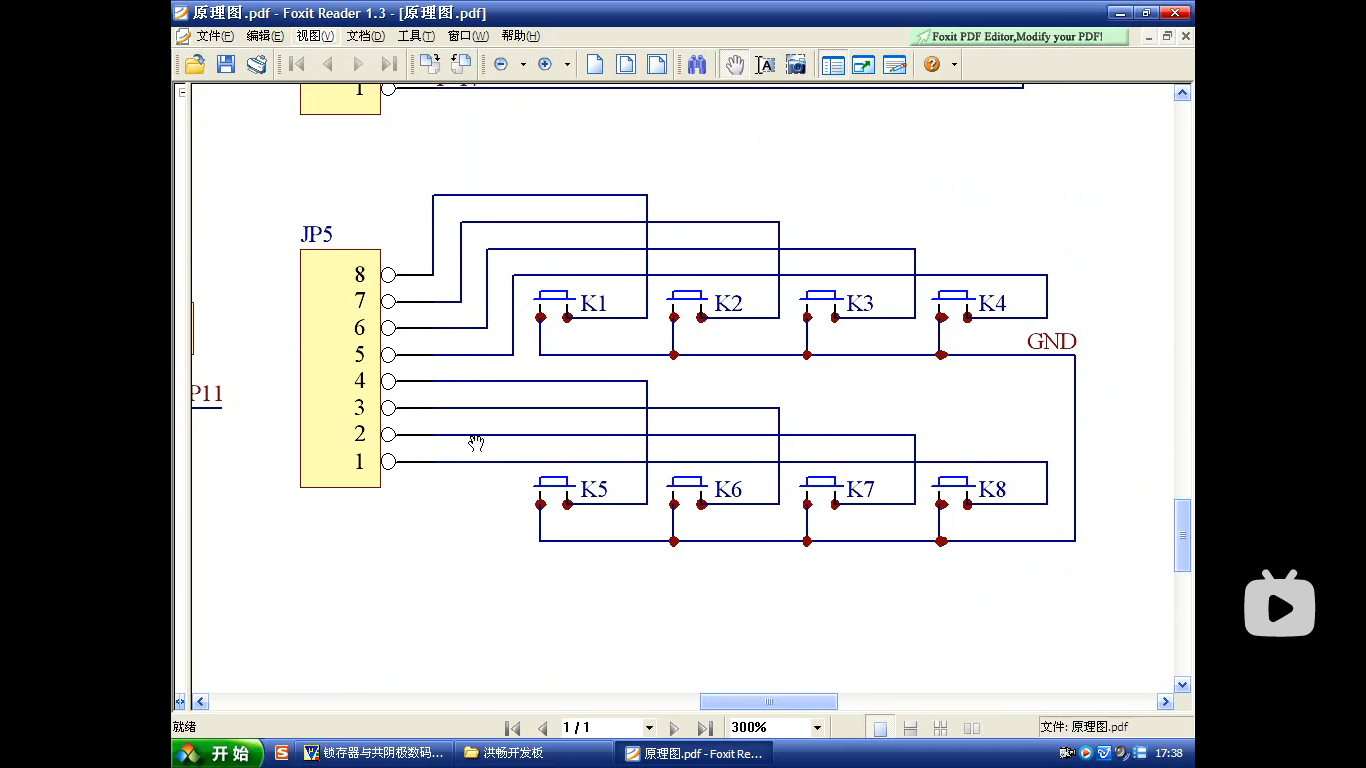 原理图.pdf - Foxit Reader 1.3 - [原理图.pdf]
文件(F) 编辑(E) 视图(V) 文档(D) 工具(T) 窗口(W) 帮助(H)
Foxit PDF Editor,Modify your PDF!
1
JP5
8
7
6
5
4
3
2
1
K1 K2 K3 K4
GND
P11
K5 K6 K7 K8
就绪
1 / 1
300%
文件: 原理图.pdf
开始
锁存器与共阴极数码...
洪畅开发板
原理图.pdf - Foxit Re...
17:38